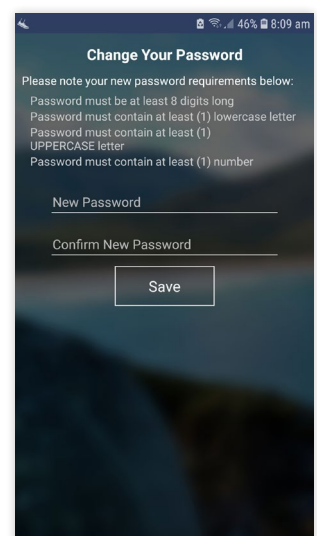 46% 8:09 am
Change Your Password
Please note your new password requirements below:
Password must be at least 8 digits long
Password must contain at least (1) lowercase letter
Password must contain at least (1)
UPPERCASE letter
Password must contain at least (1) number
New Password
Confirm New Password
Save